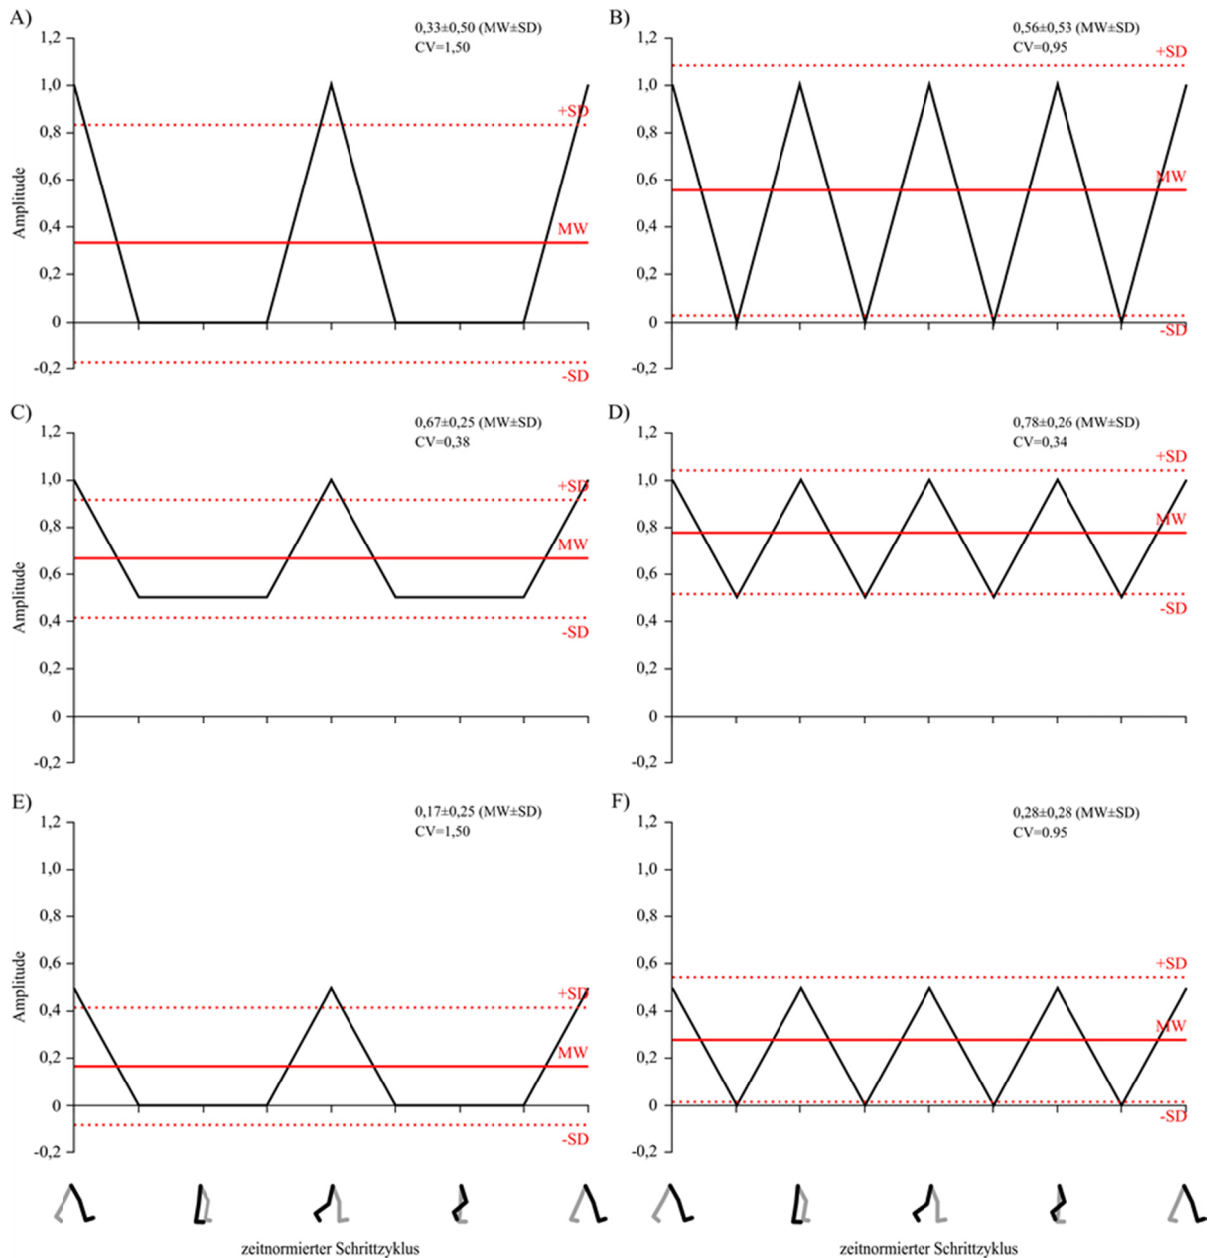 A)
0,33±0,50 (MW±SD)
CV=1,50
1,2
1,0
0,8
0,6
0,4
0,2
0
-0,2
Amplitude
+SD
MW
-SD
B)
0,56±0,53 (MW±SD)
CV=0,95
1,2
1,0
0,8
0,6
0,4
0,2
0
-0,2
+SD
MW
-SD
C)
0,67±0,25 (MW±SD)
CV=0,38
1,2
1,0
0,8
0,6
0,4
0,2
0
-0,2
Amplitude
+SD
MW
-SD
D)
0,78±0,26 (MW±SD)
CV=0,34
1,2
1,0
0,8
0,6
0,4
0,2
0
-0,2
+SD
MW
-SD
E)
0,17±0,25 (MW±SD)
CV=1,50
1,2
1,0
0,8
0,6
0,4
0,2
0
-0,2
Amplitude
+SD
MW
-SD
zeitnormierter Schrittzyklus
F)
0,28±0,28 (MW±SD)
CV=0.95
1,2
1,0
0,8
0,6
0,4
0,2
0
-0,2
+SD
MW
-SD
zeitnormierter Schrittzyklus